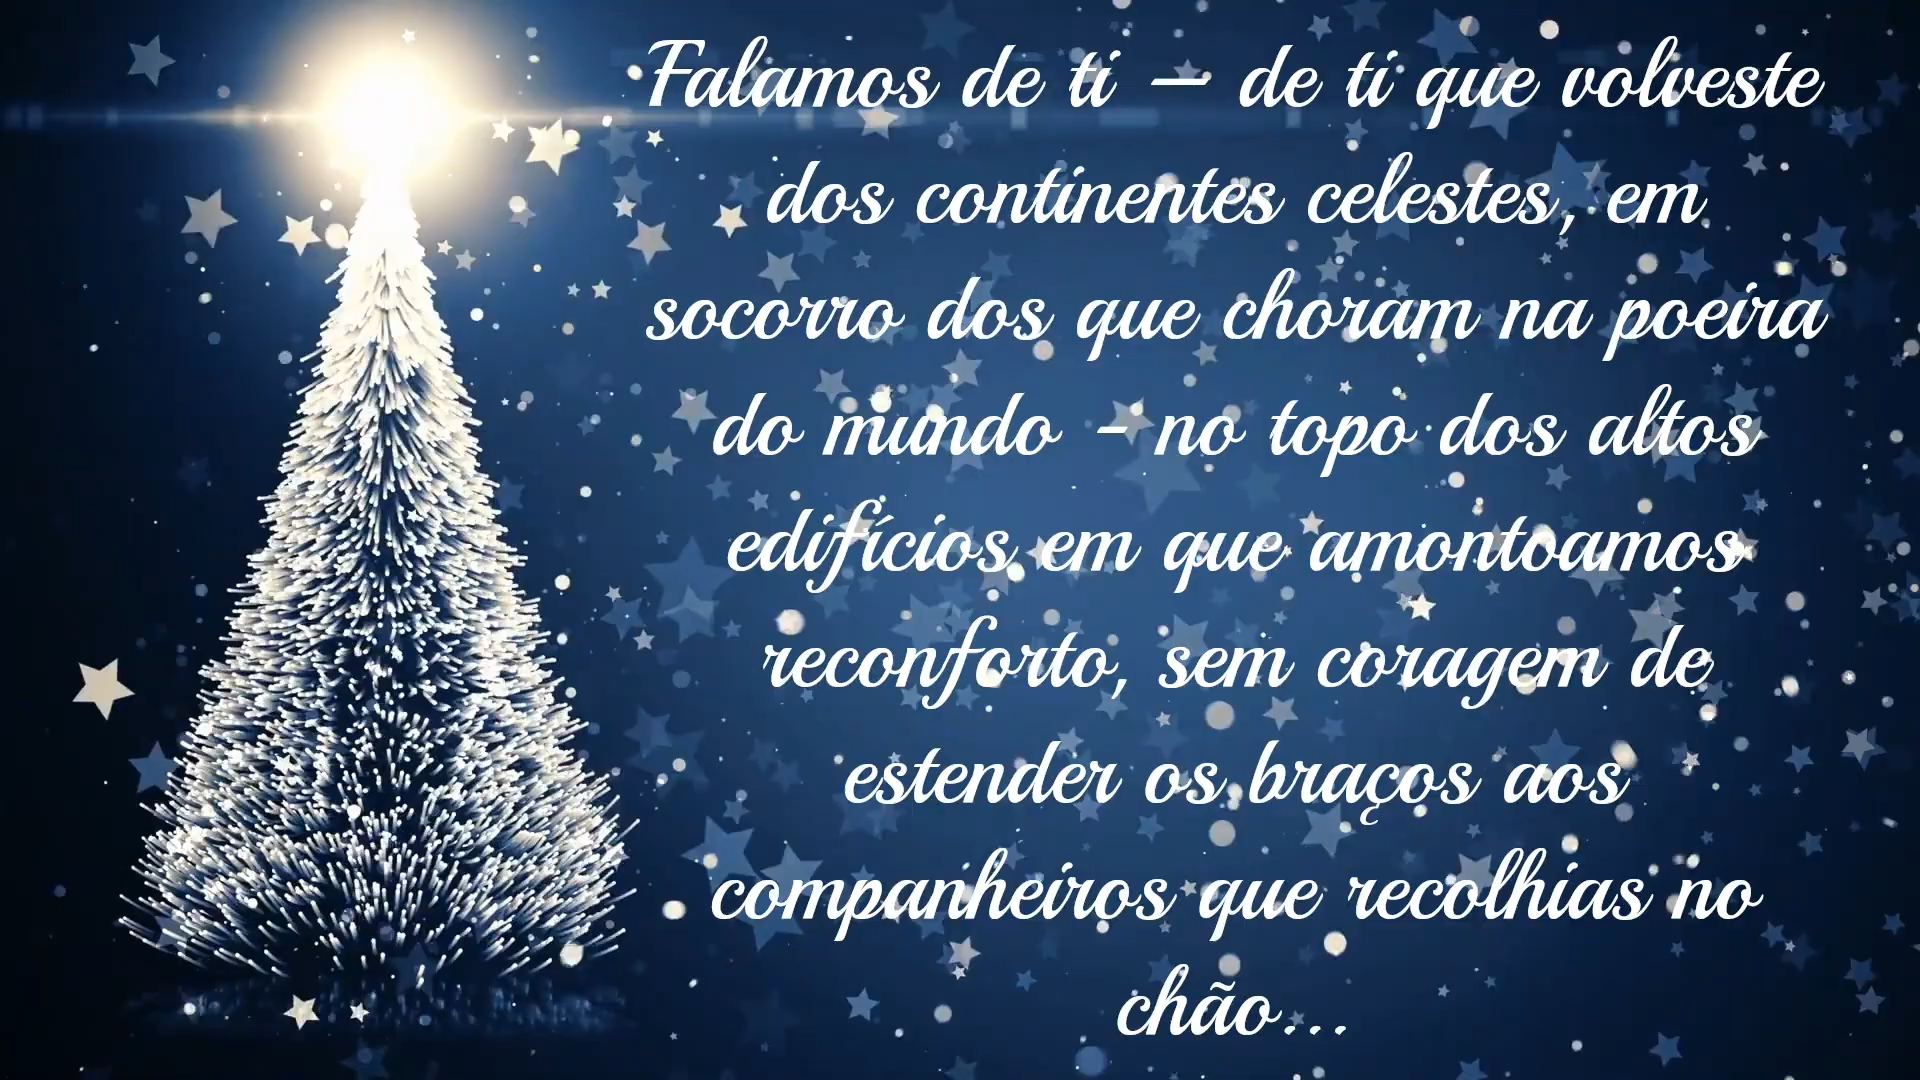 Falamos de ti – de ti que volveste
dos continentes celestes, em
socorro dos que choram na poeira
do mundo - no topo dos altos
edifícios em que amontoamos
reconforto, sem coragem de
estender os braços aos
companheiros que recolhias no
chão...